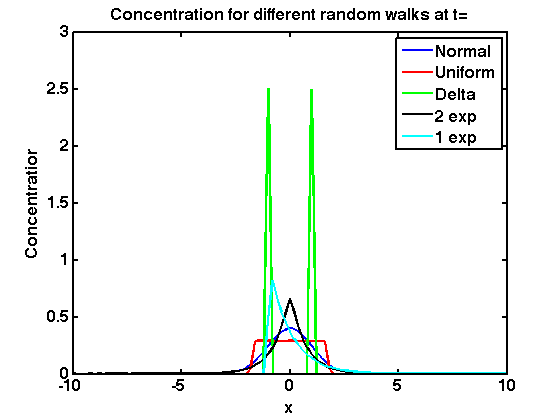 Concentration for different random walks at t=
3
2.5
2
1.5
1
0.5
0
-10
-5
0
5
10
Concentratior
x
Normal
Uniform
Delta
2 exp
1 exp